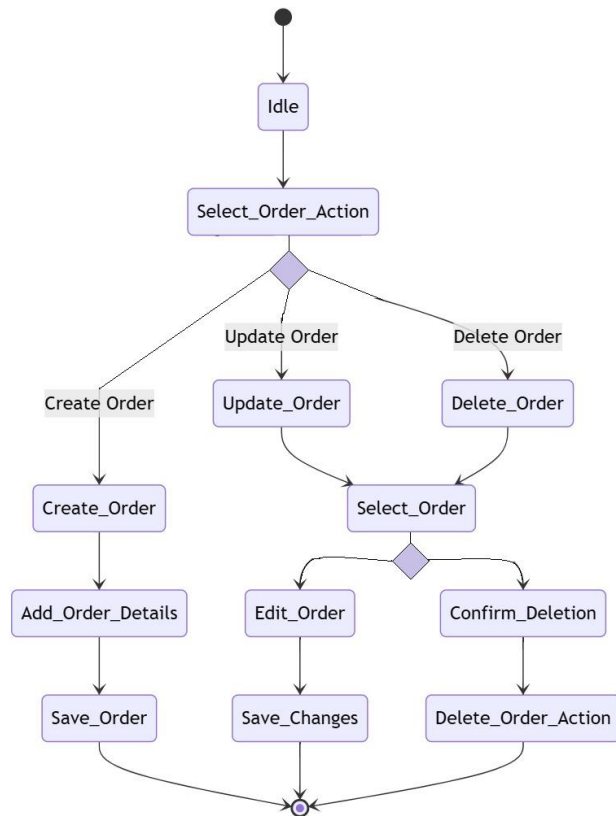 Idle
Select_Order_Action
Update Order
Delete Order
Create Order
Update_Order
Delete_Order
Create_Order
Select_Order
Add_Order_Details
Edit_Order
Confirm_Deletion
Save_Order
Save_Changes
Delete_Order_Action